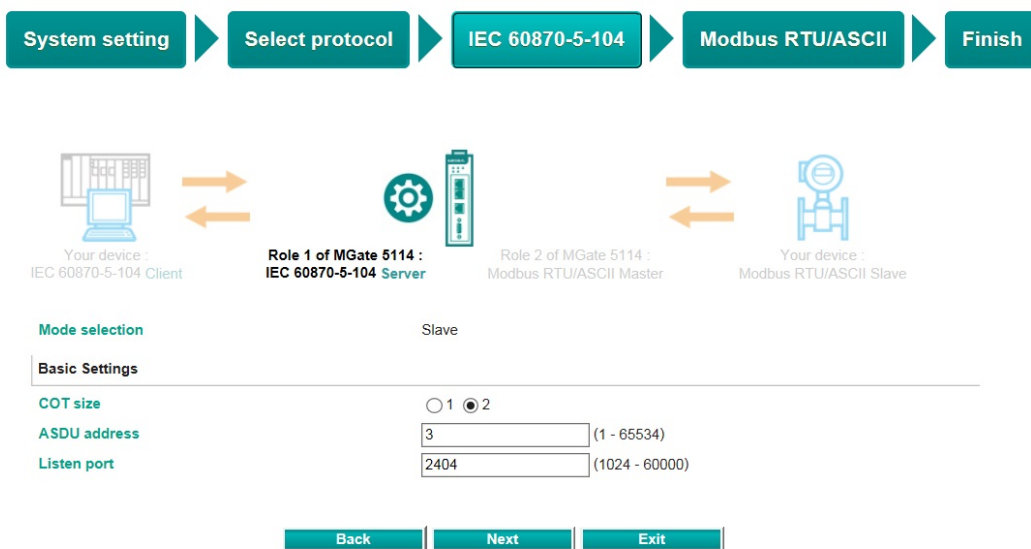 System setting
Select protocol
IEC 60870-5-104
Modbus RTU/ASCII
Finish
Your device :
IEC 60870-5-104 Client
Role 1 of MGate 5114 :
IEC 60870-5-104 Server
Role 2 of MGate 5114 :
Modbus RTU/ASCII Master
Your device :
Modbus RTU/ASCII Slave
Mode selection Slave
Basic Settings
COT size 1 2
ASDU address 3 (1 - 65534)
Listen port 2404 (1024 - 60000)
Back Next Exit